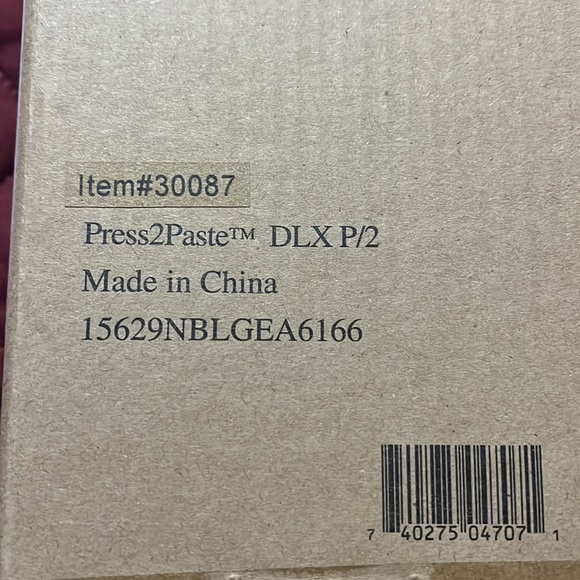 Item#30087
Press2Paste™ DLX P/2
Made in China
15629NBLGEA6166
7 40275 04707 1